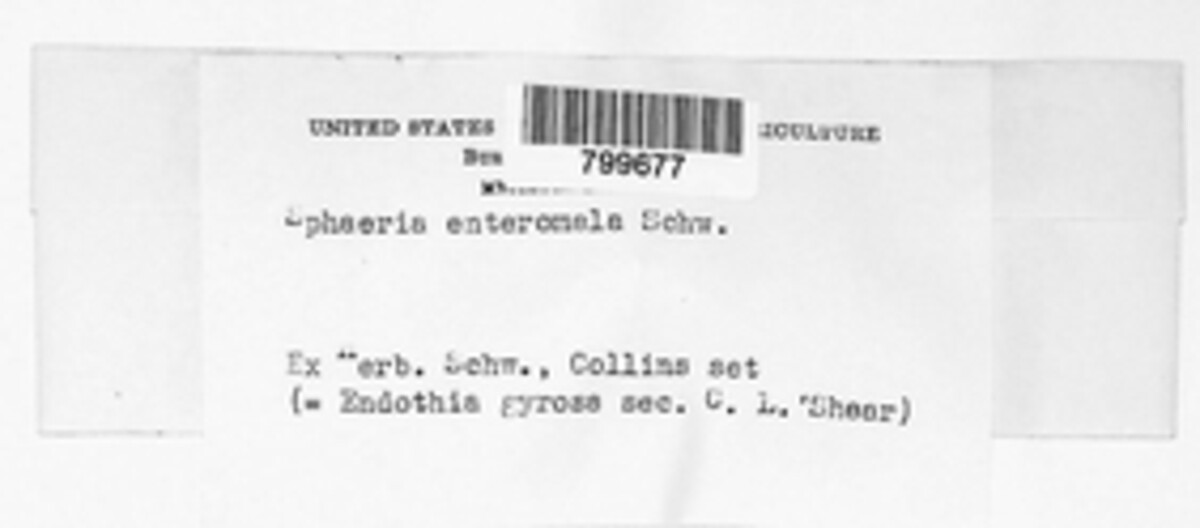 UNITED STATES ICULTURE
799677
Sphaeria enteromela Schw.
Ex Herb. Schw., Collins set
(= Endothia gyrosa sec. C. L. Shear)